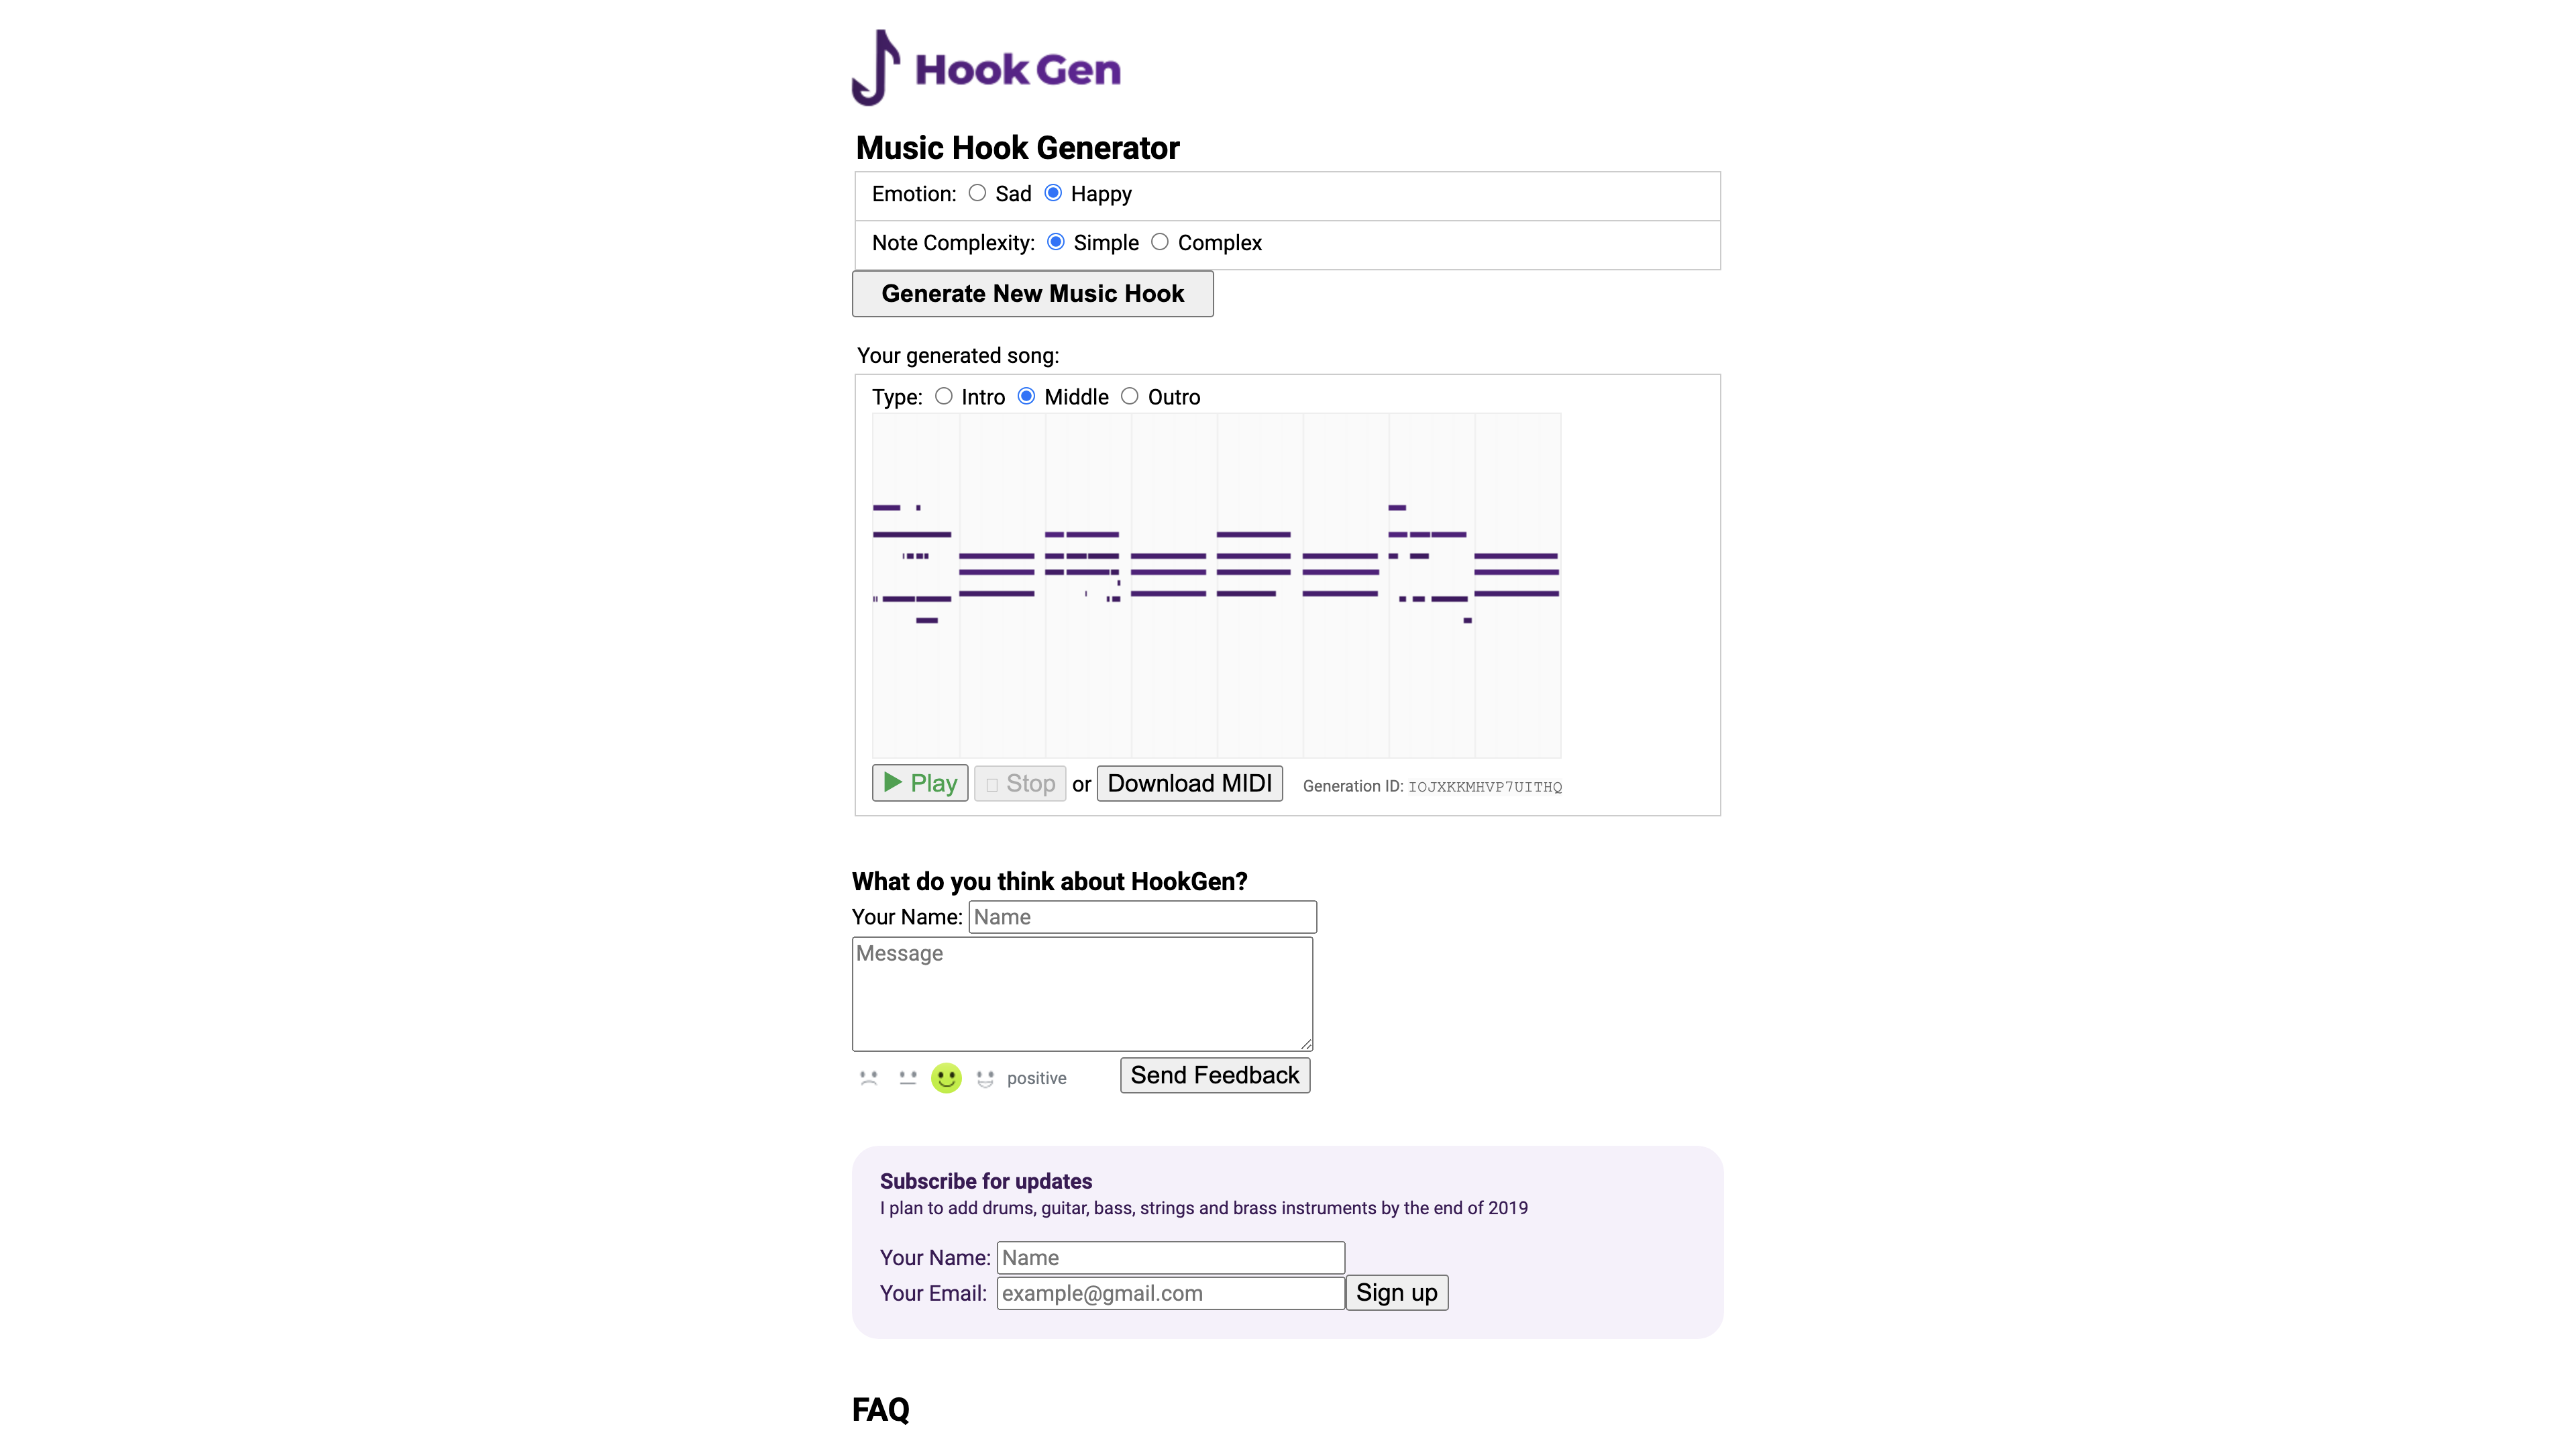 Hook Gen
Music Hook Generator
Emotion: Sad Happy
Note Complexity: Simple Complex
Generate New Music Hook
Your generated song:
Type: Intro Middle Outro
Play Stop or Download MIDI Generation ID: IOJXKKMHVP7UITHQ
What do you think about HookGen?
Your Name: Name
Message
positive Send Feedback
Subscribe for updates
I plan to add drums, guitar, bass, strings and brass instruments by the end of 2019
Your Name: Name
Your Email: example@gmail.com Sign up
FAQ